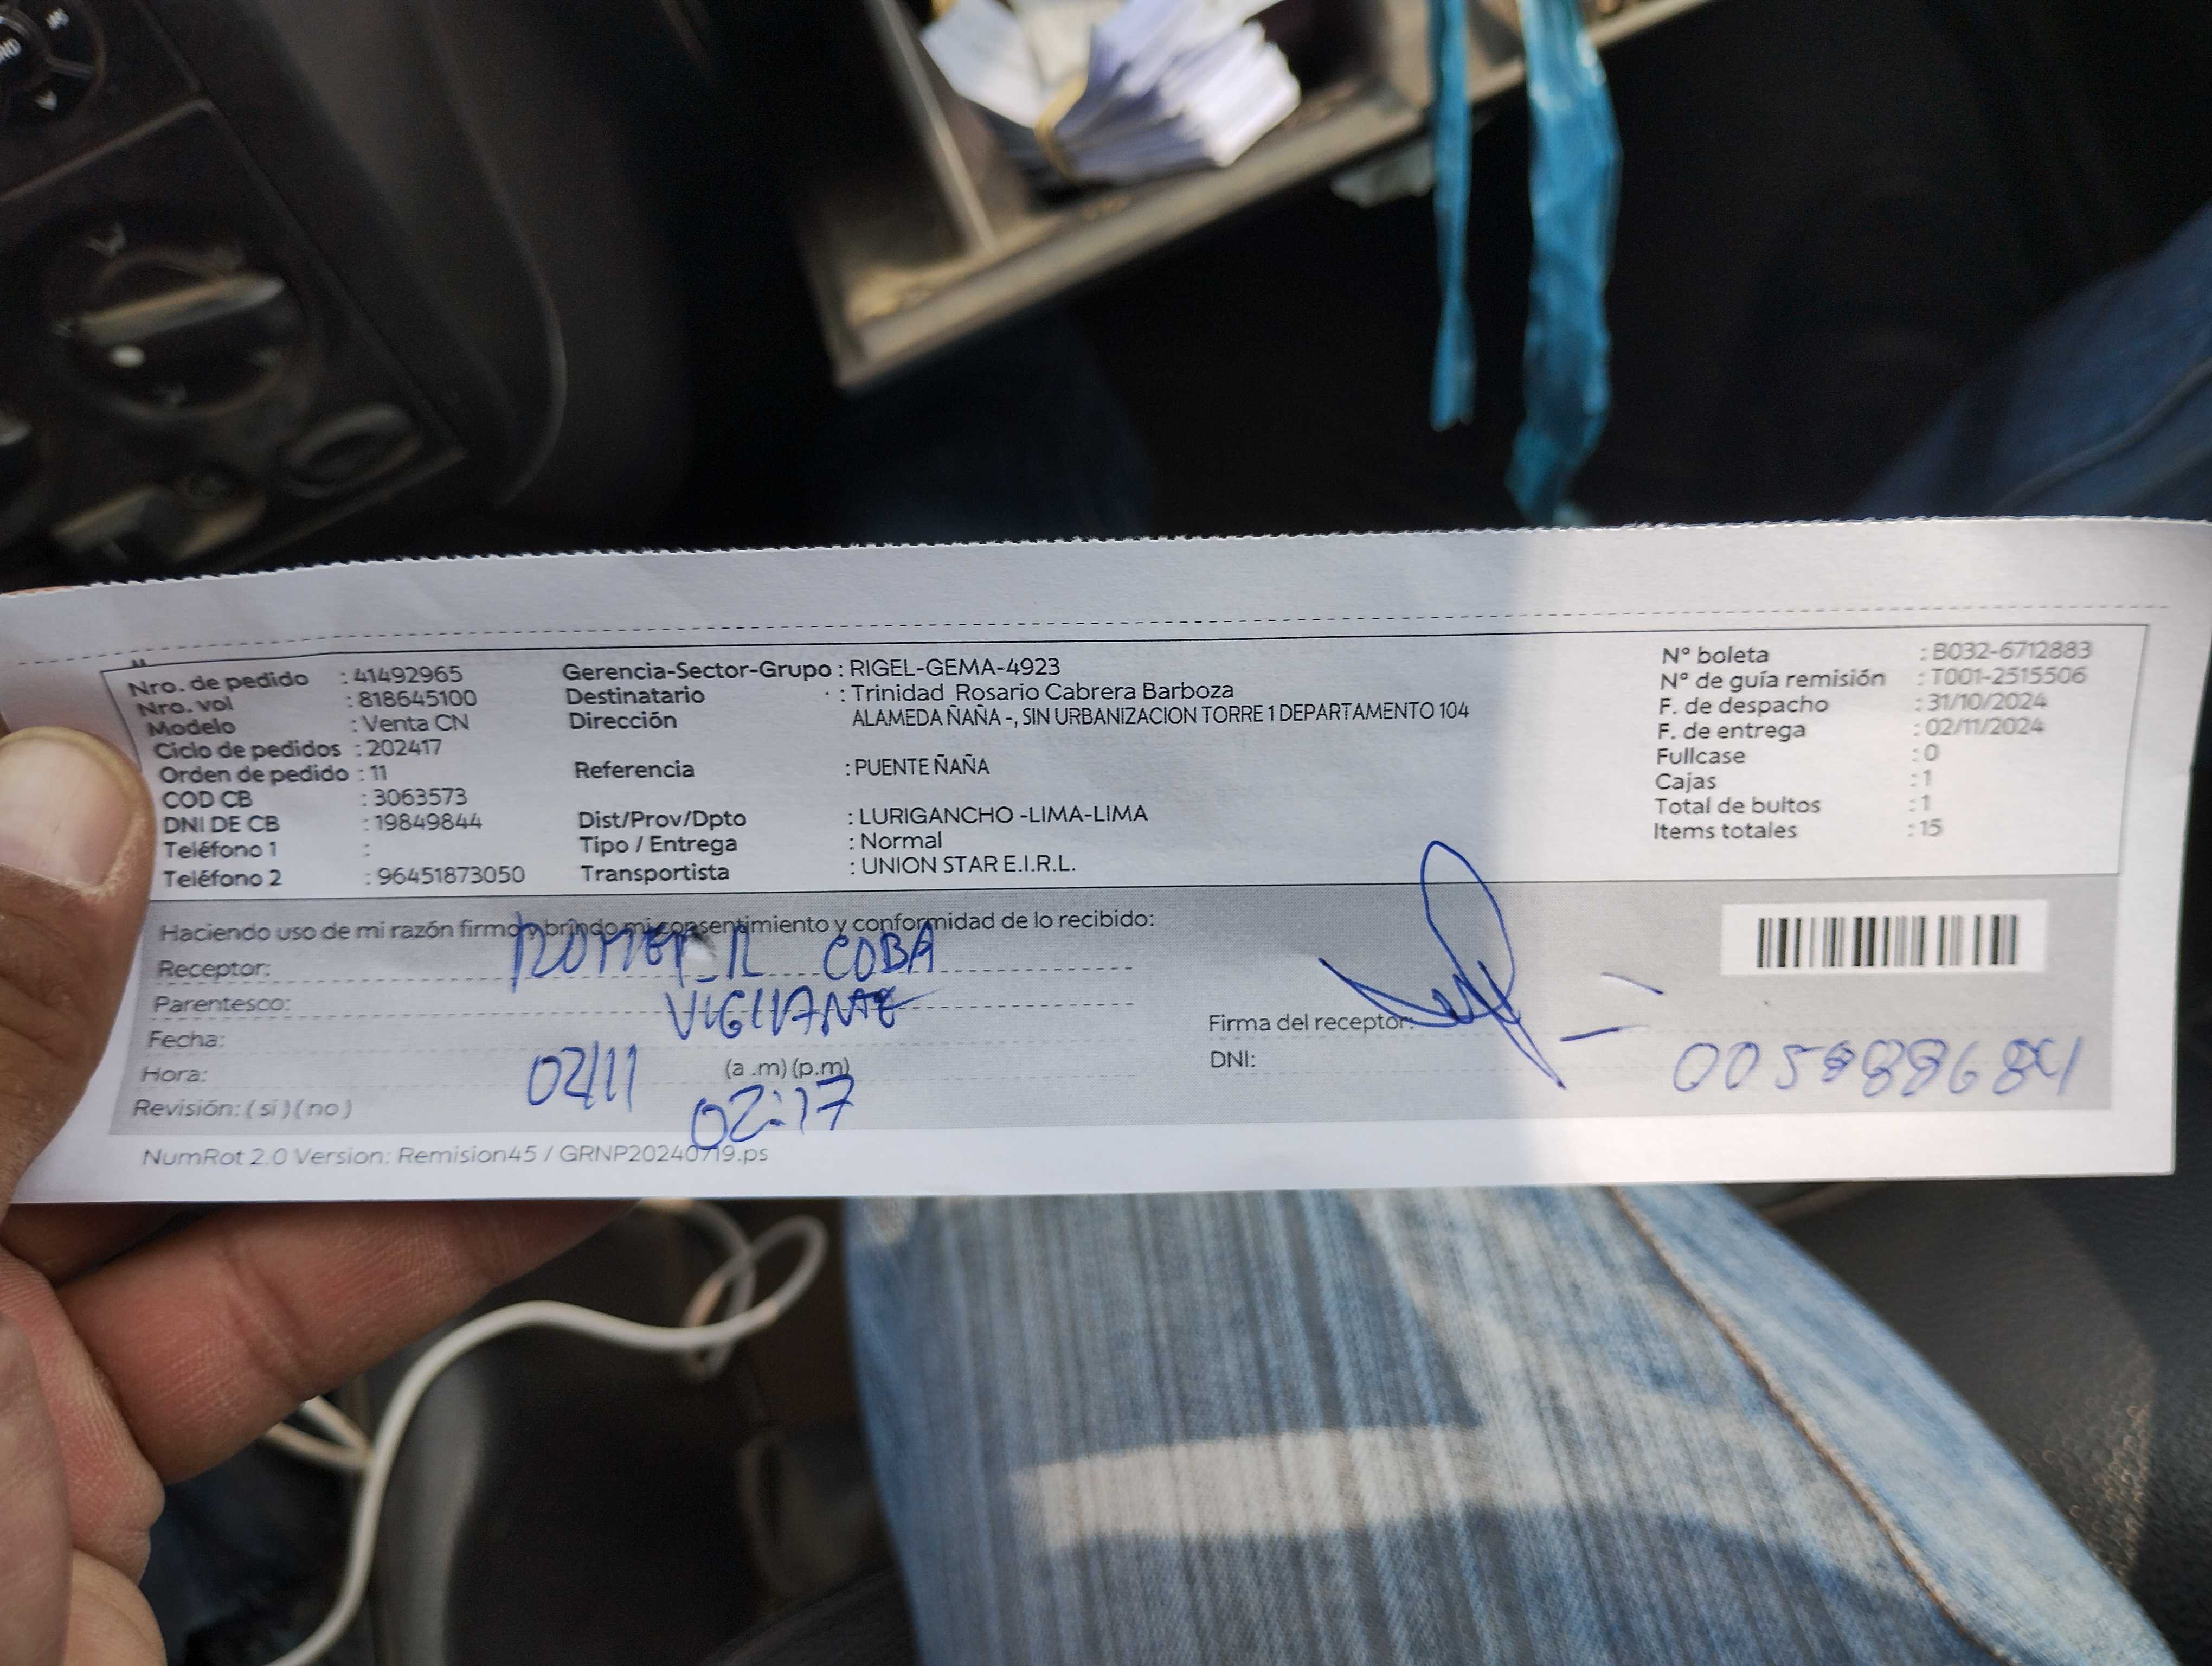 Nro. de pedido : 41492965
Nro. vol : 818645100
Modelo : Venta CN
Ciclo de pedidos : 202417
Orden de pedido : 11
COD CB : 3063573
DNI DE CB : 19849844
Teléfono 1 :
Teléfono 2 : 96451873050
Gerencia-Sector-Grupo : RIGEL-GEMA-4923
Destinatario : Trinidad Rosario Cabrera Barboza
Dirección ALAMEDA ÑAÑA -, SIN URBANIZACION TORRE 1 DEPARTAMENTO 104
Referencia : PUENTE ÑAÑA
Dist/Prov/Dpto : LURIGANCHO -LIMA-LIMA
Tipo / Entrega : Normal
Transportista : UNION STAR E.I.R.L.
Nº boleta : B032-6712883
Nº de guía remisión : T001-2515506
F. de despacho : 31/10/2024
F. de entrega : 02/11/2024
Fullcase : 0
Cajas : 1
Total de bultos : 1
Items totales : 15
Haciendo uso de mi razón firmo y brindo mi consentimiento y conformidad de lo recibido:
Receptor: COBA
Parentesco: VIGILANTE
Fecha: 02/11
Hora: (a .m) (p.m) 02:17
Revisión: ( si ) ( no )
Firma del receptor:
DNI:
NumRot 2.0 Version: Remision45 / GRNP20240719.ps